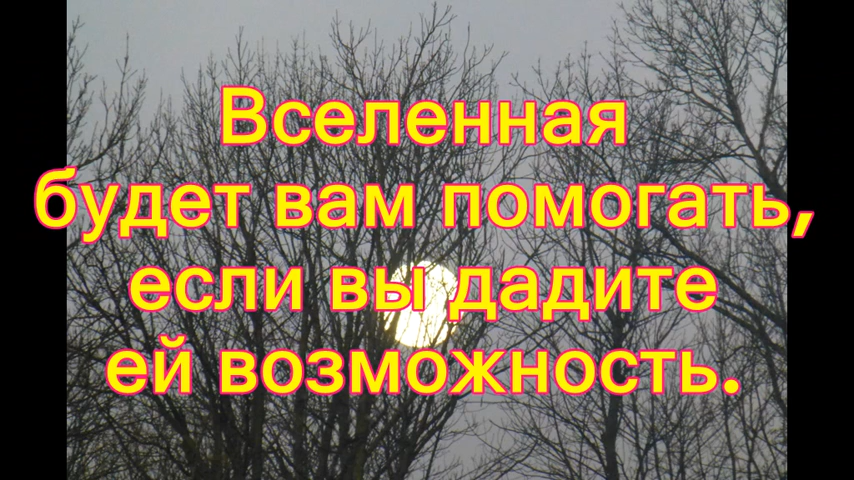 Вселенная
будет вам помогать,
если вы дадите
ей возможность.